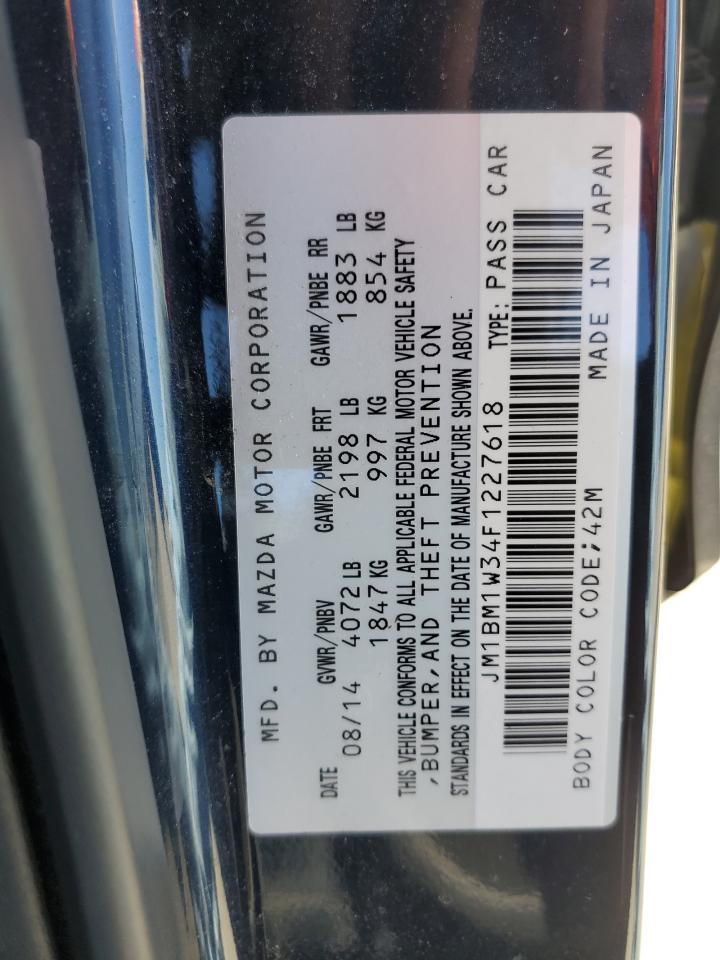 MFD. BY MAZDA MOTOR CORPORATION
DATE GVWR/PNBV GAWR/PNBE FRT GAWR/PNBE RR
08/14 4072 LB 2198 LB 1883 LB
1847 KG 997 KG 854 KG
THIS VEHICLE CONFORMS TO ALL APPLICABLE FEDERAL MOTOR VEHICLE SAFETY
,BUMPER, AND THEFT PREVENTION
STANDARDS IN EFFECT ON THE DATE OF MANUFACTURE SHOWN ABOVE.
JM1BM1W34F1227618 TYPE: PASS CAR
BODY COLOR CODE;42M MADE IN JAPAN